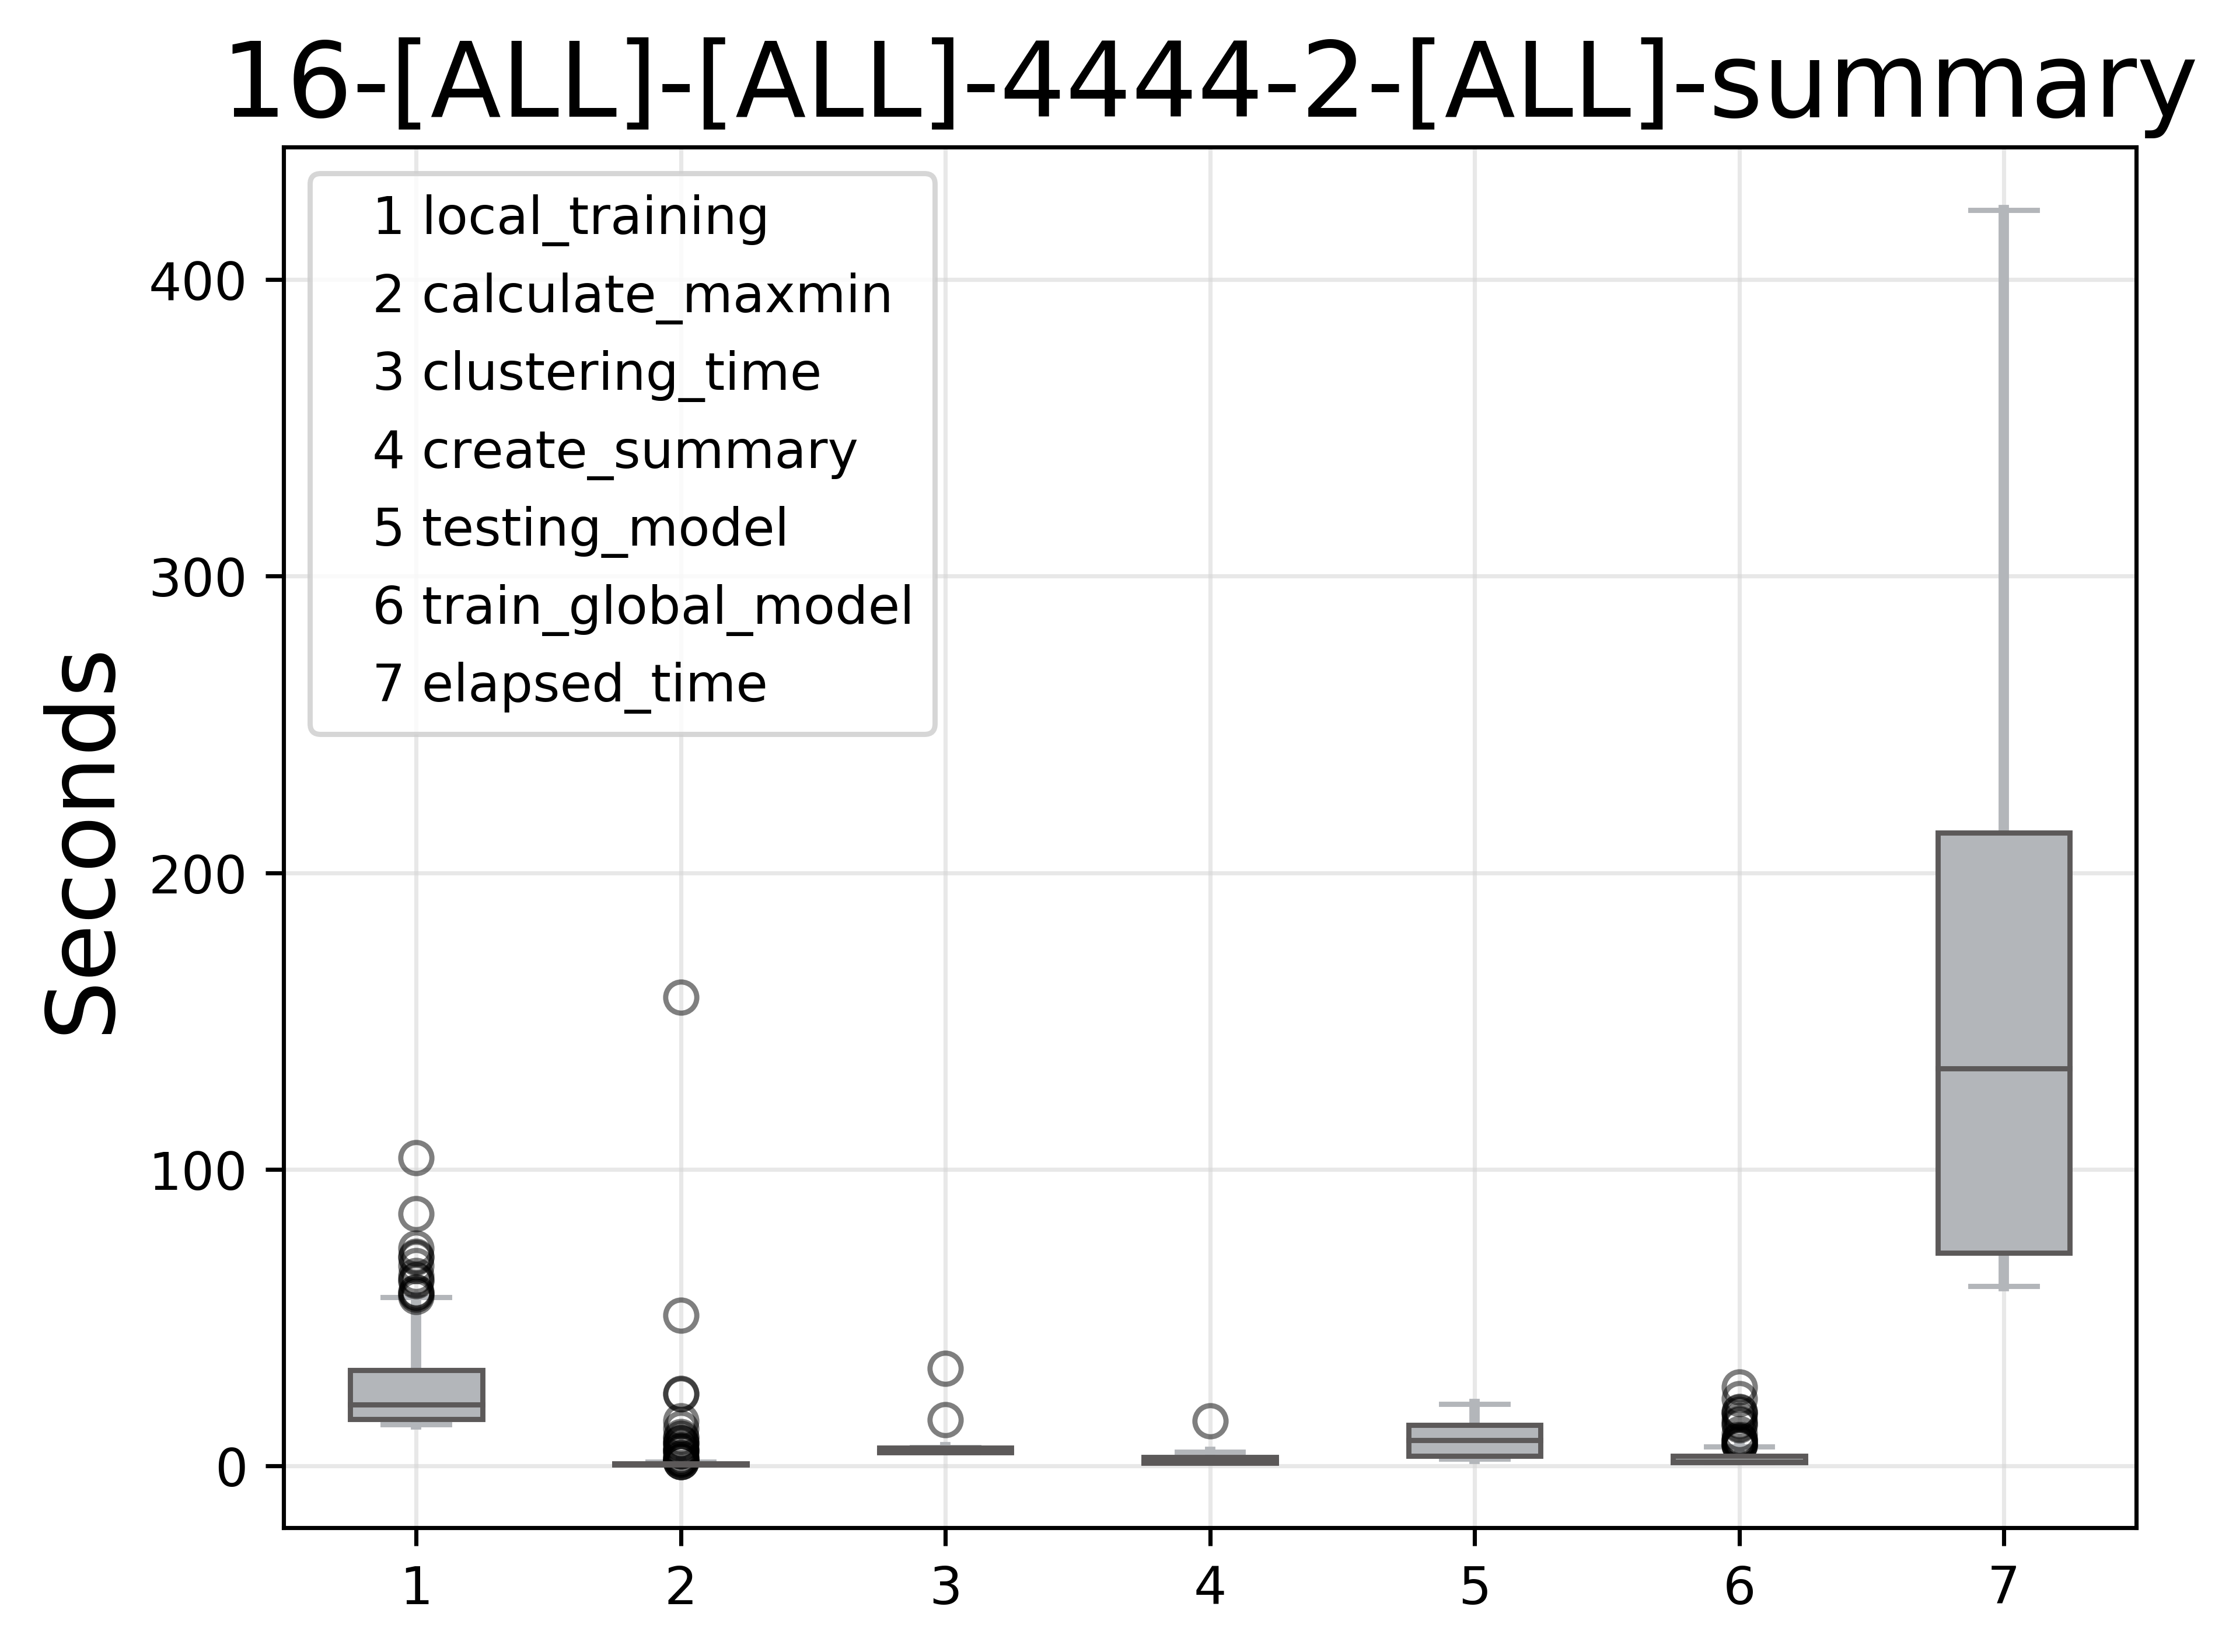 16-[ALL]-[ALL]-4444-2-[ALL]-summary
1 local_training
2 calculate_maxmin
3 clustering_time
4 create_summary
5 testing_model
6 train_global_model
7 elapsed_time
Seconds
400
300
200
100
0
1 2 3 4 5 6 7